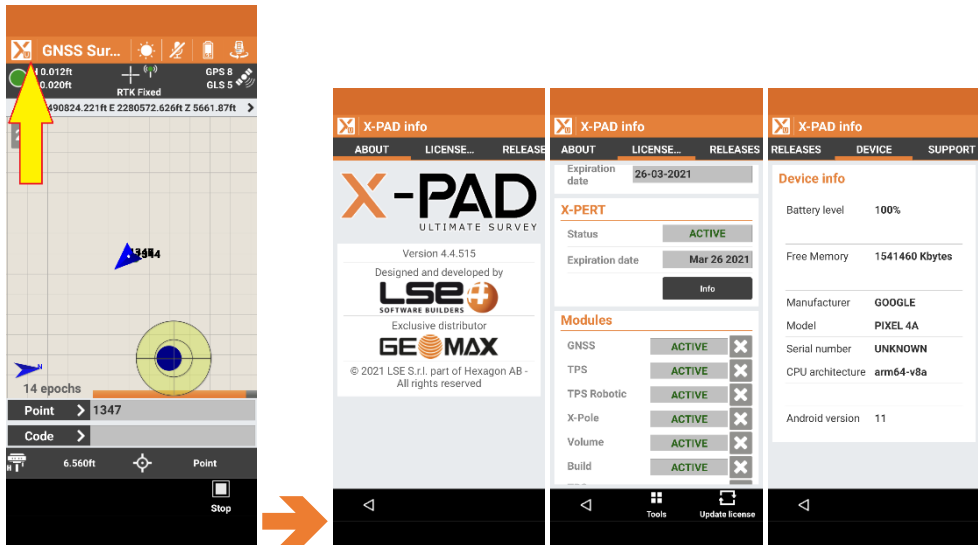 GNSS Sur...
0.012ft
0.020ft
RTK Fixed
GPS 8
GLS 5
490824.221ft E 2280572.626ft Z 5661.87ft >
1344
N
14 epochs
Point > 1347
Code >
6.560ft
Point
Stop
X-PAD info
ABOUT LICENSE... RELEASE
X-PAD
ULTIMATE SURVEY
Version 4.4.515
Designed and developed by
LSE
SOFTWARE BUILDERS
Exclusive distributor
GEOMAX
© 2021 LSE S.r.l. part of Hexagon AB -
All rights reserved
X-PAD info
ABOUT LICENSE... RELEASES
Expiration
date
26-03-2021
X-PERT
Status ACTIVE
Expiration date Mar 26 2021
Info
Modules
GNSS ACTIVE
TPS ACTIVE
TPS Robotic ACTIVE
X-Pole ACTIVE
Volume ACTIVE
Build ACTIVE
Tools Update license
X-PAD info
RELEASES DEVICE SUPPORT
Device info
Battery level 100%
Free Memory 1541460 Kbytes
Manufacturer GOOGLE
Model PIXEL 4A
Serial number UNKNOWN
CPU architecture arm64-v8a
Android version 11